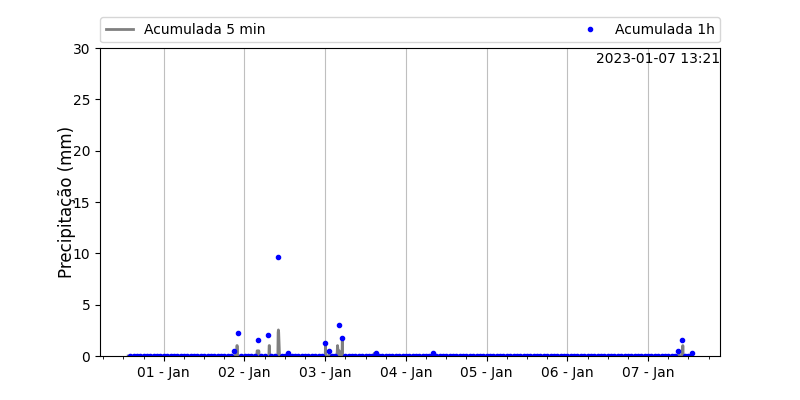 Acumulada 5 min
Acumulada 1h
2023-01-07 13:21
Precipitação (mm)
30
25
20
15
10
5
0
01 - Jan
02 - Jan
03 - Jan
04 - Jan
05 - Jan
06 - Jan
07 - Jan